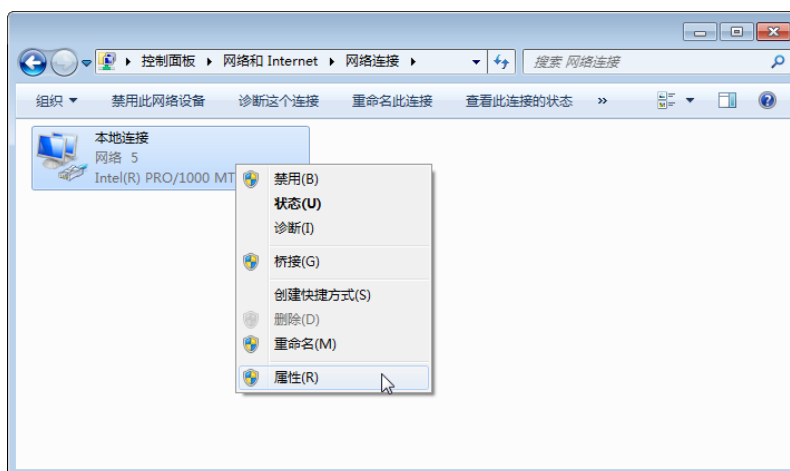 控制面板 网络和 Internet 网络连接
搜索 网络连接
组织 禁用此网络设备 诊断这个连接 重命名此连接 查看此连接的状态 »
本地连接
网络 5
Intel(R) PRO/1000 MT
禁用(B)
状态(U)
诊断(I)
桥接(G)
创建快捷方式(S)
删除(D)
重命名(M)
属性(R)